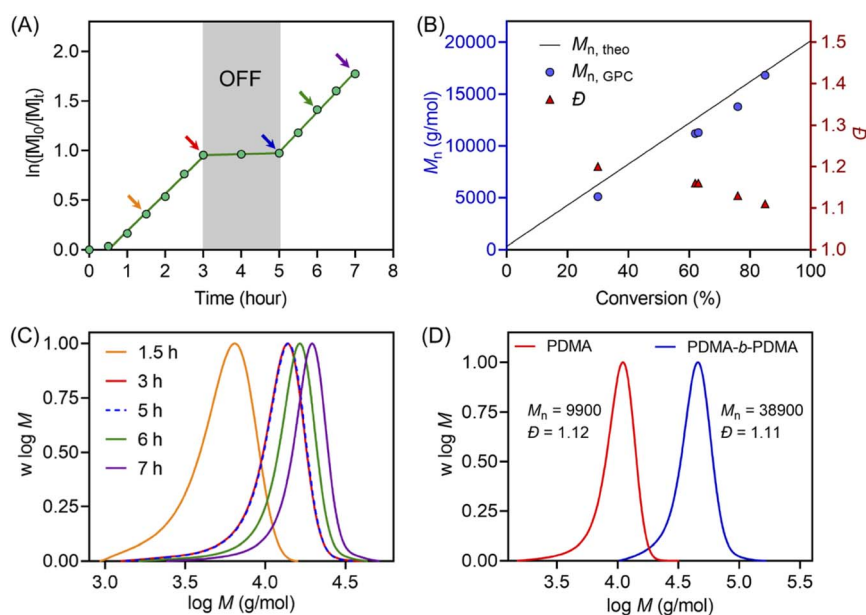 (A)
OFF
ln([M]0/[M]t)
2.0
1.5
1.0
0.5
0.0
0 1 2 3 4 5 6 7 8
Time (hour)
(B)
Mn, theo
Mn, GPC
Đ
Mn (g/mol)
20000
15000
10000
5000
0
1.5
1.4
1.3
1.2
1.1
1.0
Đ
0 20 40 60 80 100
Conversion (%)
(C)
1.5 h
3 h
5 h
6 h
7 h
w log M
1.00
0.75
0.50
0.25
0.00
3.0 3.5 4.0 4.5
log M (g/mol)
(D)
PDMA PDMA-b-PDMA
Mn = 9900
Đ = 1.12
Mn = 38900
Đ = 1.11
w log M
1.00
0.75
0.50
0.25
0.00
3.5 4.0 4.5 5.0 5.5
log M (g/mol)